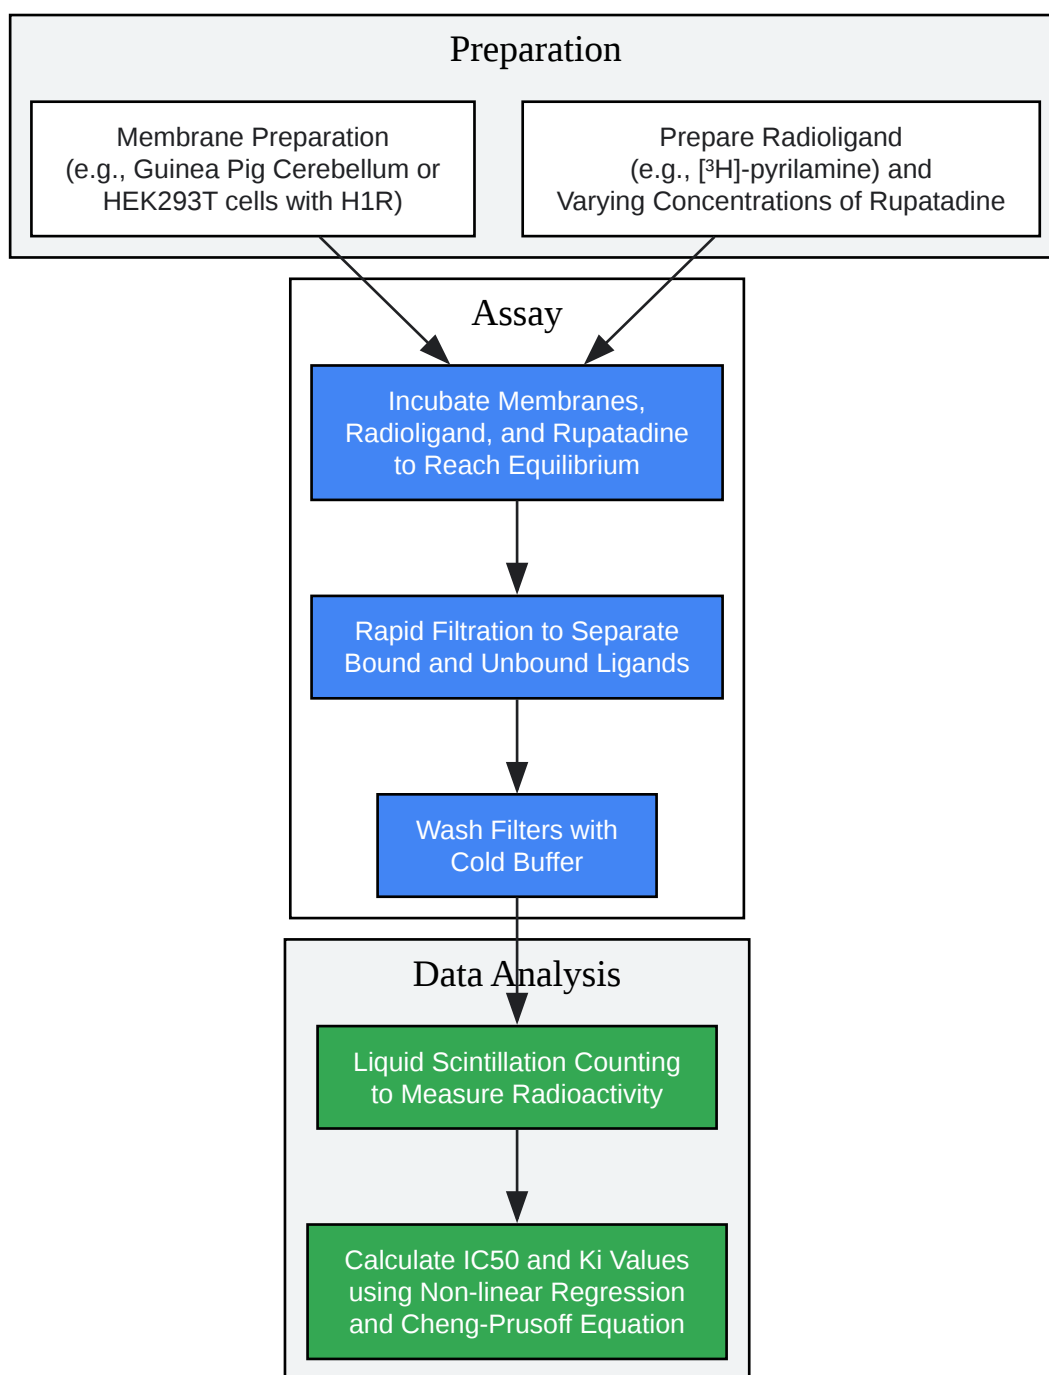 Preparation
Membrane Preparation
(e.g., Guinea Pig Cerebellum or
HEK293T cells with H1R)
Prepare Radioligand
(e.g., [³H]-pyrilamine) and
Varying Concentrations of Rupatadine
Assay
Incubate Membranes,
Radioligand, and Rupatadine
to Reach Equilibrium
Rapid Filtration to Separate
Bound and Unbound Ligands
Wash Filters with
Cold Buffer
Data Analysis
Liquid Scintillation Counting
to Measure Radioactivity
Calculate IC50 and Ki Values
using Non-linear Regression
and Cheng-Prusoff Equation